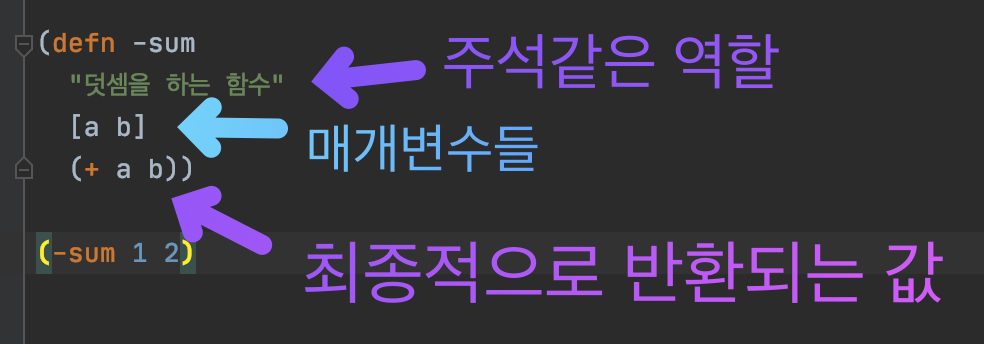 (defn -sum
"덧셈을 하는 함수"
주석같은 역할
[a b]
매개변수들
(+ a b))
(-sum 1 2)
최종적으로 반환되는 값